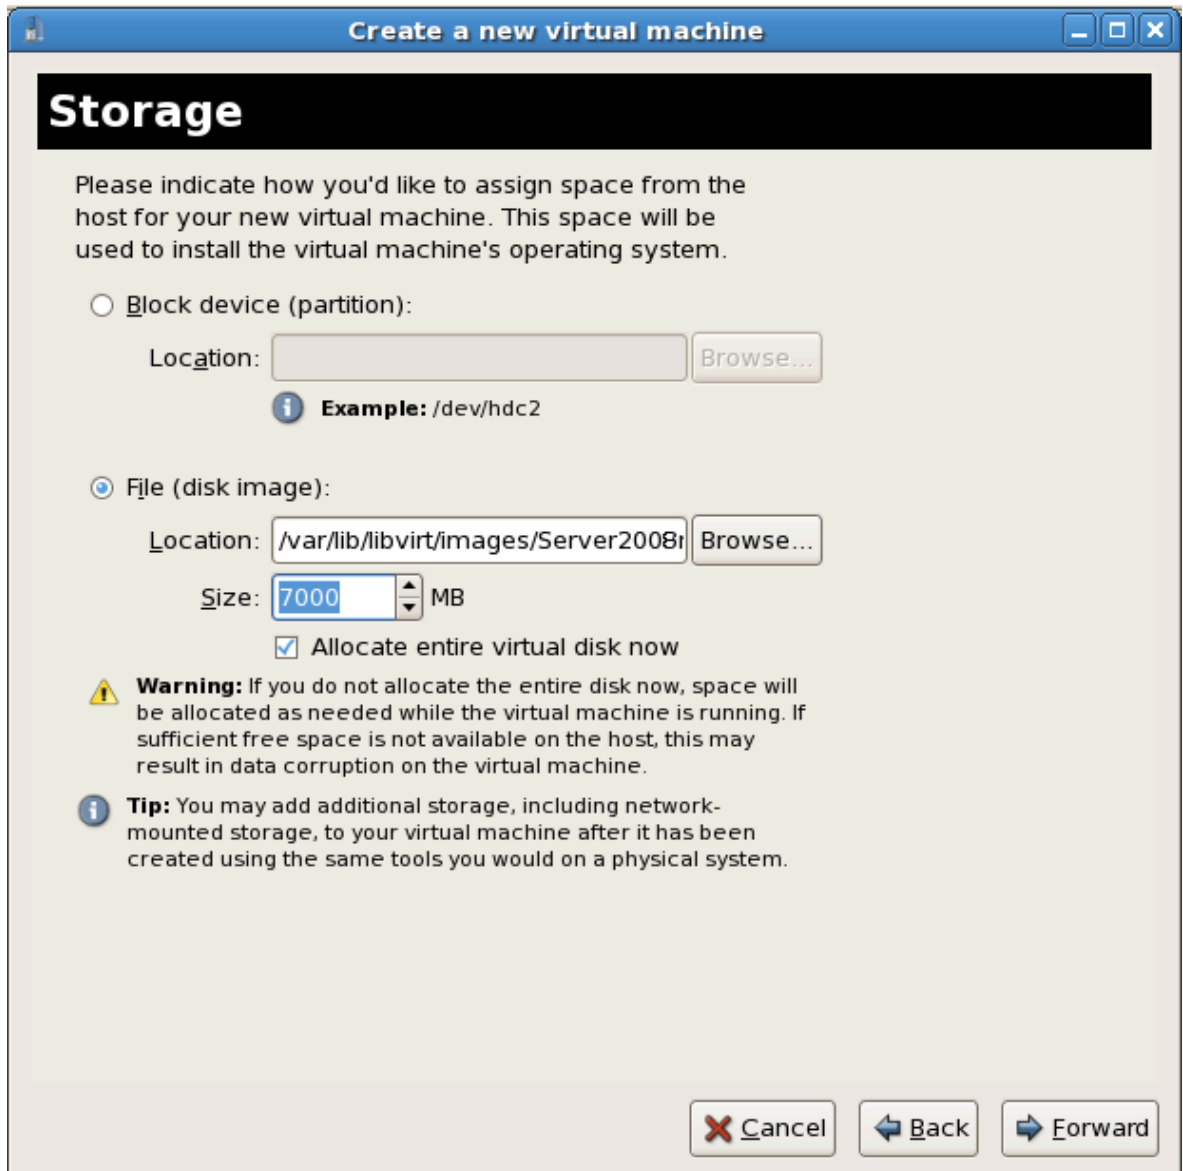 Create a new virtual machine
Storage
Please indicate how you'd like to assign space from the
host for your new virtual machine. This space will be
used to install the virtual machine's operating system.
Block device (partition):
Location:
Browse...
Example: /dev/hdc2
File (disk image):
Location: /var/lib/libvirt/images/Server2008r Browse...
Size: 7000 MB
Allocate entire virtual disk now
Warning: If you do not allocate the entire disk now, space will
be allocated as needed while the virtual machine is running. If
sufficient free space is not available on the host, this may
result in data corruption on the virtual machine.
Tip: You may add additional storage, including network-
mounted storage, to your virtual machine after it has been
created using the same tools you would on a physical system.
Cancel Back Forward